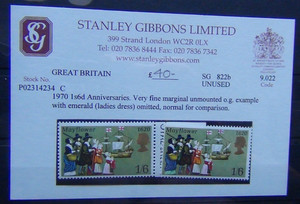 STANLEY GIBBONS LIMITED
399 Strand London WC2R 0LX
Tel: 020 7836 8444 Fax: 020 7836 7342
www.stanleygibbons.com
SG
GREAT BRITAIN
£40-
SG 822b
9.022
Stock No.
UNUSED
Code
P02314234 C
1970 1s6d Anniversaries. Very fine marginal unmounted o.g. example
with emerald (ladies dress) omitted, normal for comparison.
Mayflower 1620
1/6
Mayflower 1620
1/6